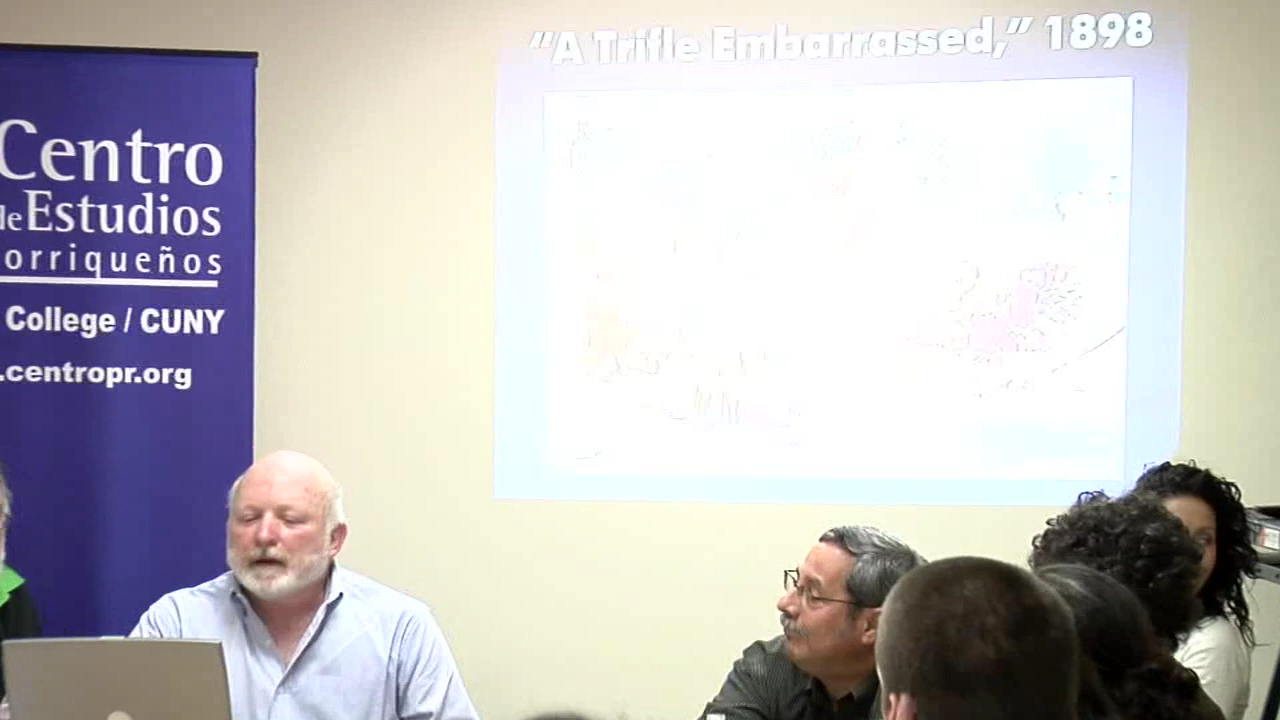 “A Trifle Embarrassed,” 1898
Centro
de Estudios
orriqueños
College / CUNY
.centropr.org